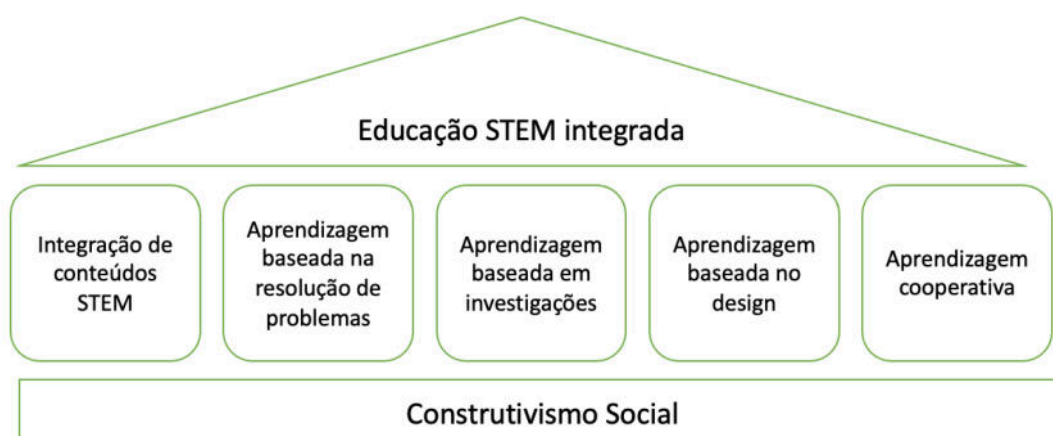 Educação STEM integrada
Integração de
conteúdos
STEM
Aprendizagem
baseada na
resolução de
problemas
Aprendizagem
baseada em
investigações
Aprendizagem
baseada no
design
Aprendizagem
cooperativa
Construtivismo Social